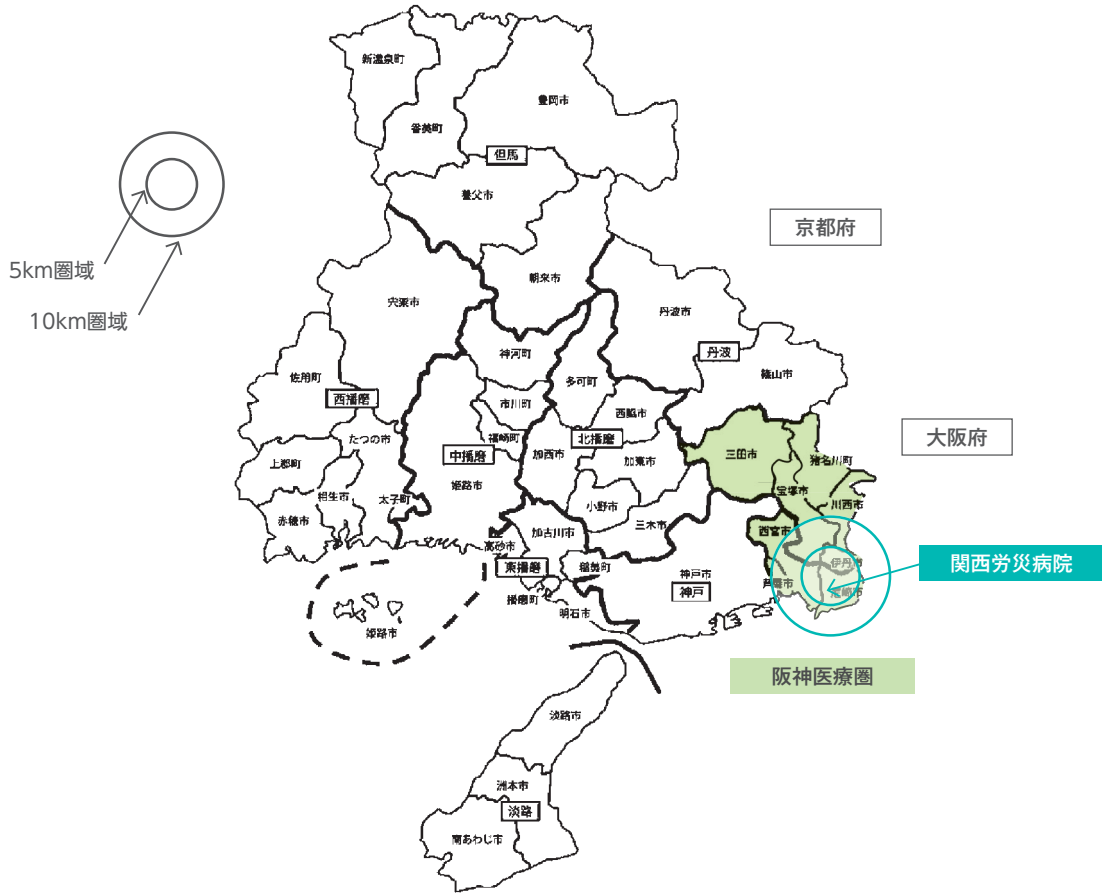 新温泉町
香美町
豊岡市
但馬
養父市
京都府
5km圏域
10km圏域
朝来市
宍粟市
丹波市
神河町
丹波
佐用町
多可町
篠山市
西播磨
市川町
西脇市
たつの市
福崎町
北播磨
大阪府
中播磨
加西市
加東市
三田市
猪名川町
上郡町
姫路市
宝塚市
川西市
相生市
太子町
小野市
赤穂市
三木市
西宮市
加古川市
高砂市
関西労災病院
東播磨
稲美町
伊丹市
神戸市
芦屋市
神戸
尼崎市
播磨町
明石市
姫路市
阪神医療圏
淡路市
洲本市
淡路
南あわじ市